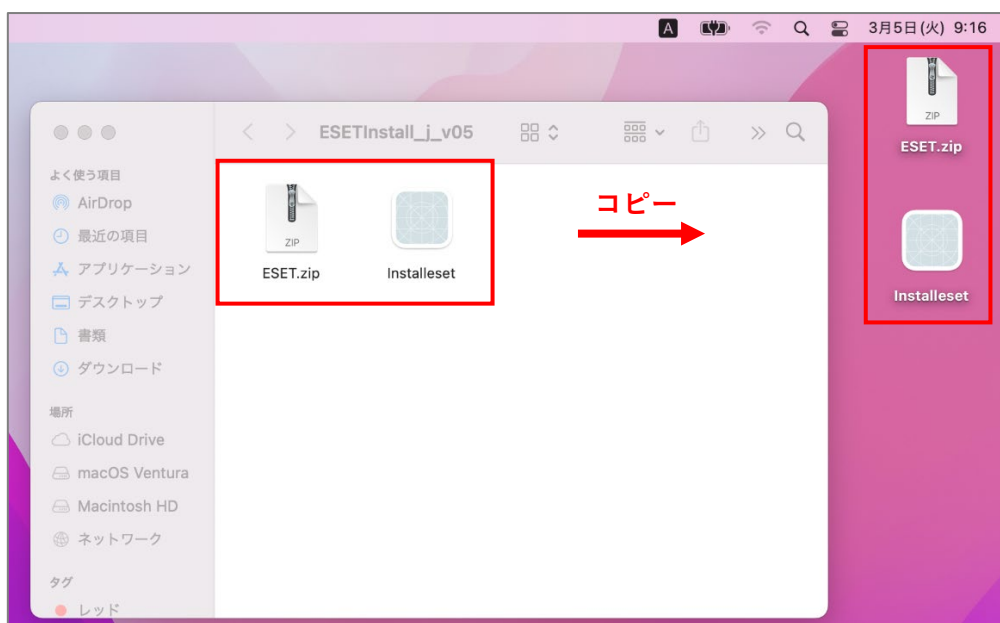 A 3月5日(火) 9:16
ESETInstall_j_v05
よく使う項目
AirDrop
最近の項目
アプリケーション
デスクトップ
書類
ダウンロード
場所
iCloud Drive
macOS Ventura
Macintosh HD
ネットワーク
タグ
レッド
ZIP
ESET.zip
Installeset
コピー
ZIP
ESET.zip
Installeset